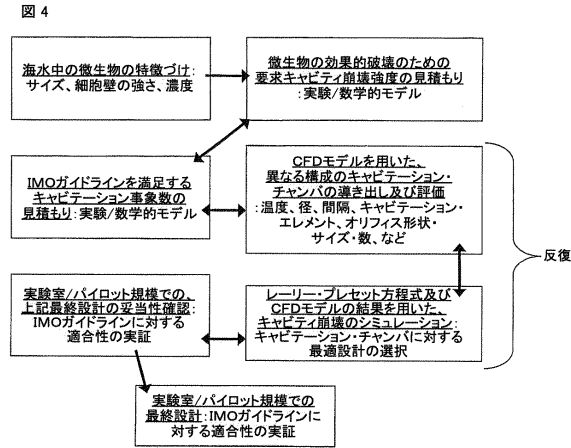 図4
海水中の微生物の特徴づけ:
サイズ、細胞壁の強さ、濃度
微生物の効果的破壊のための
要求キャビティ崩壊強度の見積もり
:実験/数学的モデル
IMOガイドラインを満足する
キャビテーション事象数の
見積もり:実験/数学的モデル
CFDモデルを用いた、
異なる構成のキャビテーション・
チャンバの導き出し及び評価
:温度、径、間隔、キャビテーション・
エレメント、オリフィス形状・
サイズ・数、など
反復
実験室/パイロット規模での、
上記最終設計の妥当性確認:
IMOガイドラインに対する
適合性の実証
レーリー・プレセット方程式及び
CFDモデルの結果を用いた、
キャビティ崩壊のシミュレーション:
キャビテーション・チャンバに対する
最適設計の選択
実験室/パイロット規模での
最終設計:IMOガイドラインに
対する適合性の実証